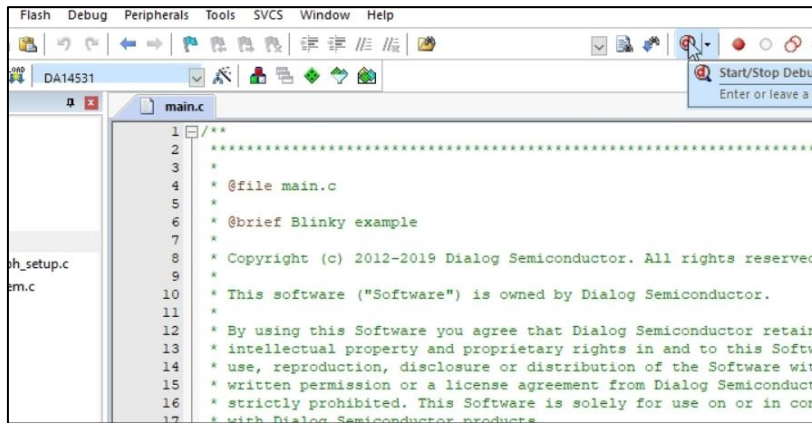 Flash Debug Peripherals Tools SVCS Window Help
DA14531
Start/Stop Debu
Enter or leave a
main.c
1 /**
2 ********************************************************************
3 *
4 * @file main.c
5 *
6 * @brief Blinky example
7 *
8 * Copyright (c) 2012-2019 Dialog Semiconductor. All rights reserved
9 *
10 * This software ("Software") is owned by Dialog Semiconductor.
11 *
12 * By using this Software you agree that Dialog Semiconductor retain
13 * intellectual property and proprietary rights in and to this Softw
14 * use, reproduction, disclosure or distribution of the Software wit
15 * written permission or a license agreement from Dialog Semiconduct
16 * strictly prohibited. This Software is solely for use on or in con
17 * with Dialog Semiconductor products.
ph_setup.c
em.c